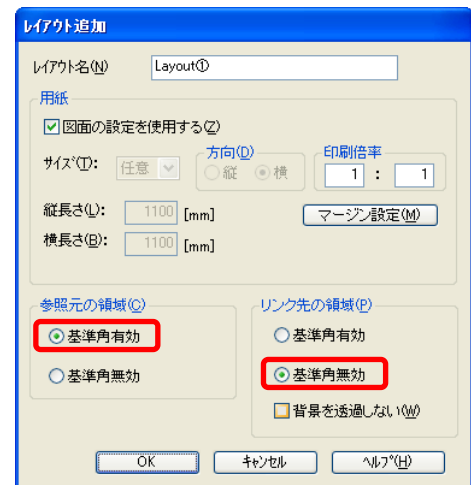 レイアウト追加
レイアウト名(N) Layout①
用紙
図面の設定を使用する(Z)
サイズ(T): 任意 方向(D) 縦 横 印刷倍率 1 : 1
縦長さ(L): 1100 [mm] マージン設定(M)
横長さ(B): 1100 [mm]
参照元の領域(C) リンク先の領域(P)
基準角有効 基準角有効
基準角無効 基準角無効
背景を透過しない(W)
OK キャンセル ヘルプ(H)